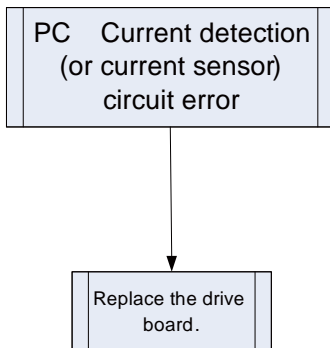 PC Current detection
(or current sensor)
circuit error
Replace the drive
board.